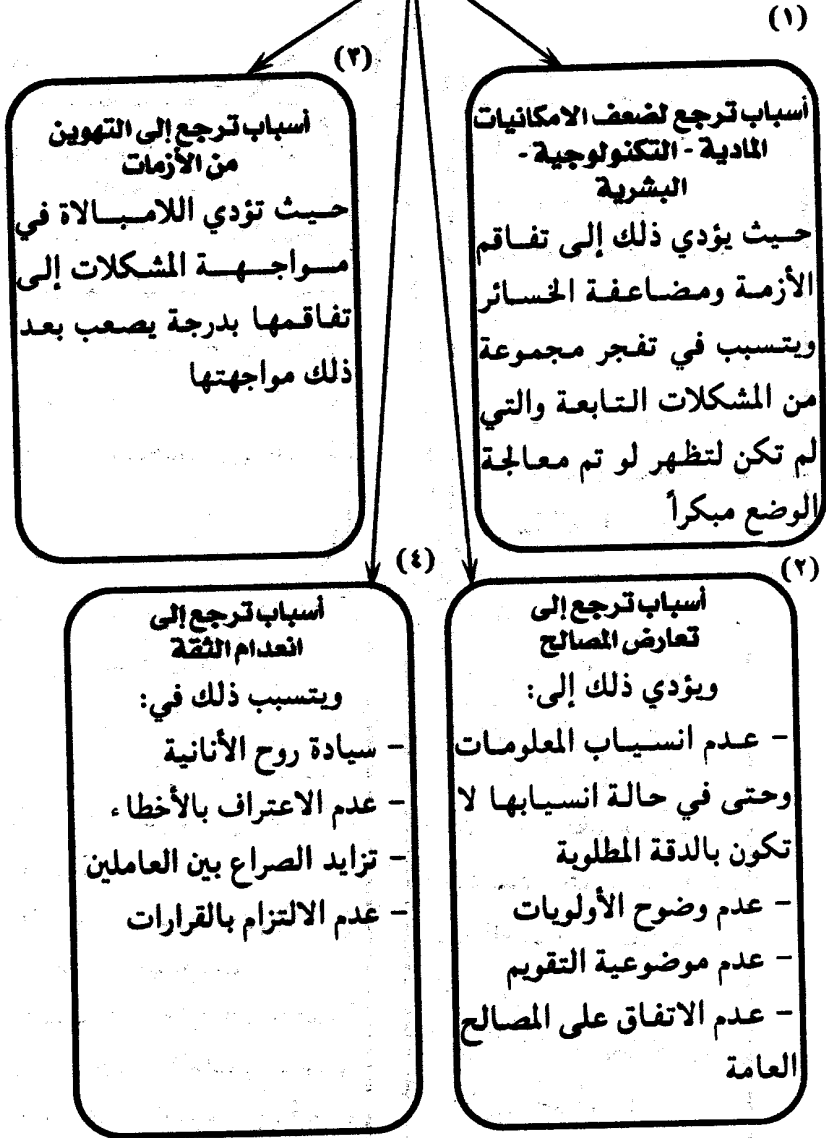 (١)
أسباب ترجع لضعف الامكانيات
المادية - التكنولوجية -
البشرية
حيث يؤدي ذلك إلى تفاقم
الأزمة ومضاعفة الخسائر
ويتسبب في تفجر مجموعة
من المشكلات التابعة والتي
لم تكن لتظهر لو تم معالجة
الوضع مبكراً
(٢)
أسباب ترجع إلى
تعارض المصالح
ويؤدي ذلك إلى:
- عدم انسياب المعلومات
وحتى في حالة انسيابها لا
تكون بالدقة المطلوبة
- عدم وضوح الأولويات
- عدم موضوعية التقويم
- عدم الاتفاق على المصالح
العامة
(٣)
أسباب ترجع إلى التهوين
من الأزمات
حيث تؤدي اللامبالاة في
مواجهة المشكلات إلى
تفاقمها بدرجة يصعب بعد
ذلك مواجهتها
(٤)
أسباب ترجع إلى
انعدام الثقة
ويتسبب ذلك في:
- سيادة روح الأنانية
- عدم الاعتراف بالأخطاء
- تزايد الصراع بين العاملين
- عدم الالتزام بالقرارات